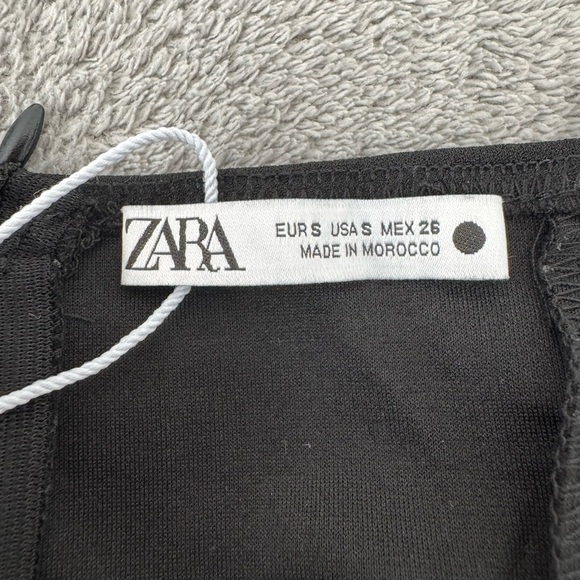 ZARA
EUR S USA S MEX 26
MADE IN MOROCCO